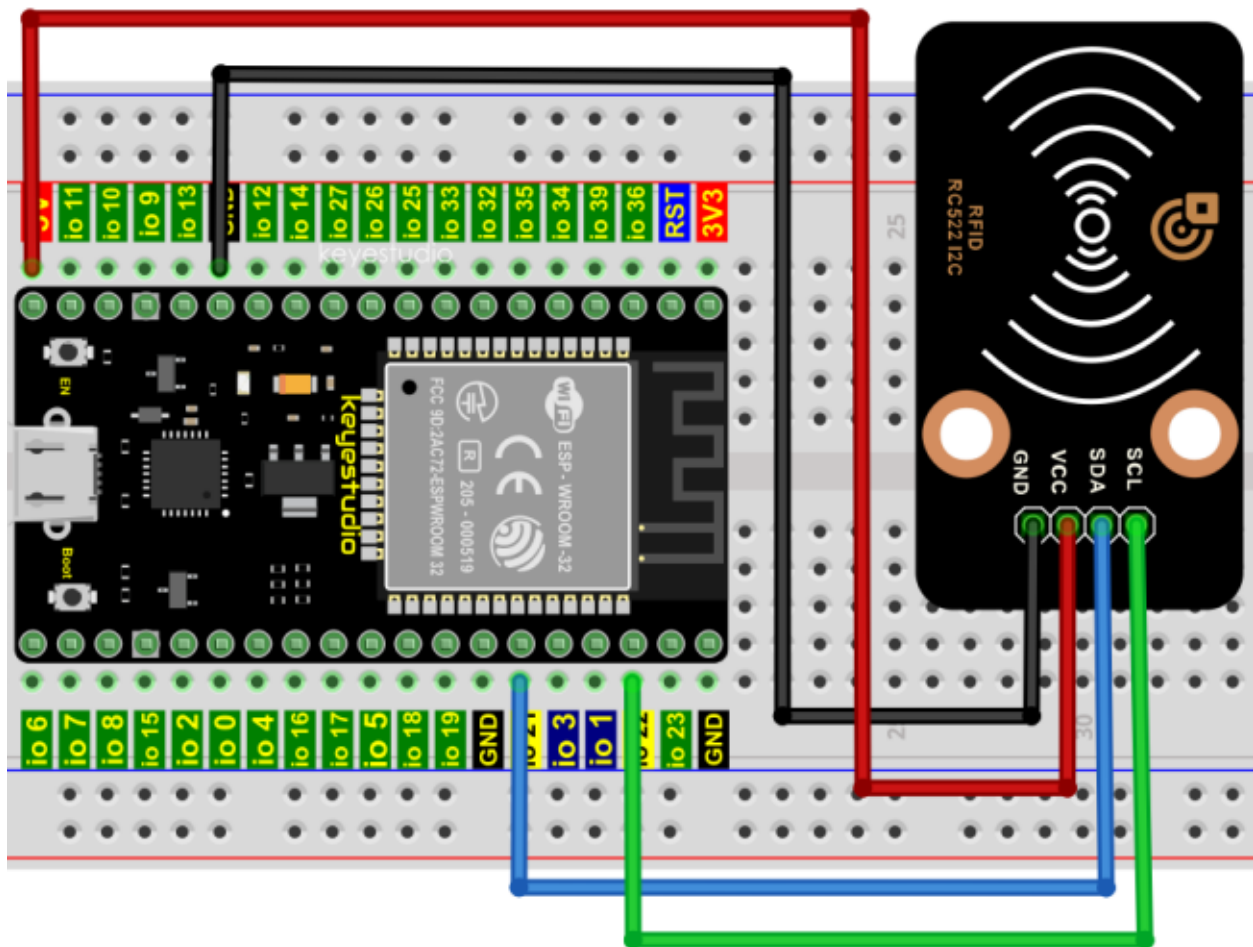 5V
io 11
io 10
io 9
io 13
GND
io 12
io 14
io 27
io 26
io 25
io 33
io 32
io 35
io 34
io 39
io 36
RST
3V3
keyestudio
25
RFID
RC522 I2C
EN
Boot
keyestudio
WiFi
ESP - WROOM -32
R
205 - 000519
FCC 9D:2AC72-ESPWROOM 32
CE
GND
VCC
SDA
SCL
io 6
io 7
io 8
io 15
io 2
io 0
io 4
io 16
io 17
io 5
io 18
io 19
GND
io 21
io 3
io 1
io 22
io 23
GND
30